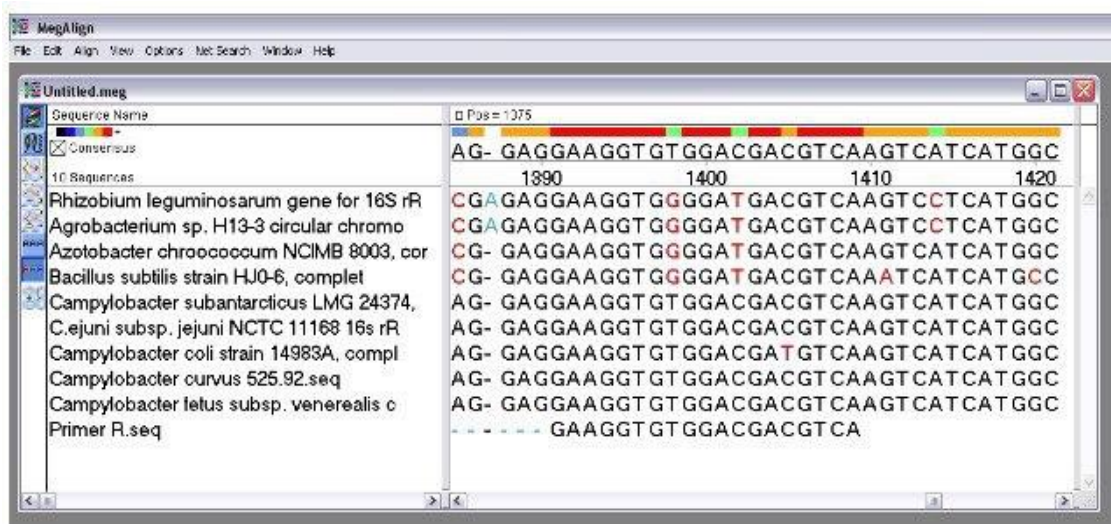 MegAlign
File Edit Align View Options Net Search Window Help
Untitled.meg
Sequence Name
Pos = 1375
Consensus
AG- GAGGAAGGTGTGGACGACGTCAAGTCATCATGGC
10 Sequences
1390 1400 1410 1420
Rhizobium leguminosarum gene for 16S rR CGAGAGGAAGGTGGGGATGACGTCAAGTCCTCATGGC
Agrobacterium sp. H13-3 circular chromo CGAGAGGAAGGTGGGGATGACGTCAAGTCCTCATGGC
Azotobacter chroococcum NCIMB 8003, cor CG- GAGGAAGGTGGGGATGACGTCAAGTCATCATGGC
Bacillus subtilis strain HJ0-6, complet CG- GAGGAAGGTGGGGATGACGTCAAATCATCATGCC
Campylobacter subantarcticus LMG 24374, AG- GAGGAAGGTGTGGACGACGTCAAGTCATCATGGC
C.ejuni subsp. jejuni NCTC 11168 16s rR AG- GAGGAAGGTGTGGACGACGTCAAGTCATCATGGC
Campylobacter coli strain 14983A, compl AG- GAGGAAGGTGTGGACGATGTCAAGTCATCATGGC
Campylobacter curvus 525.92.seq AG- GAGGAAGGTGTGGACGACGTCAAGTCATCATGGC
Campylobacter fetus subsp. venerealis c AG- GAGGAAGGTGTGGACGACGTCAAGTCATCATGGC
Primer R.seq - - - - - - GAAGGTGTGGACGACGTCA